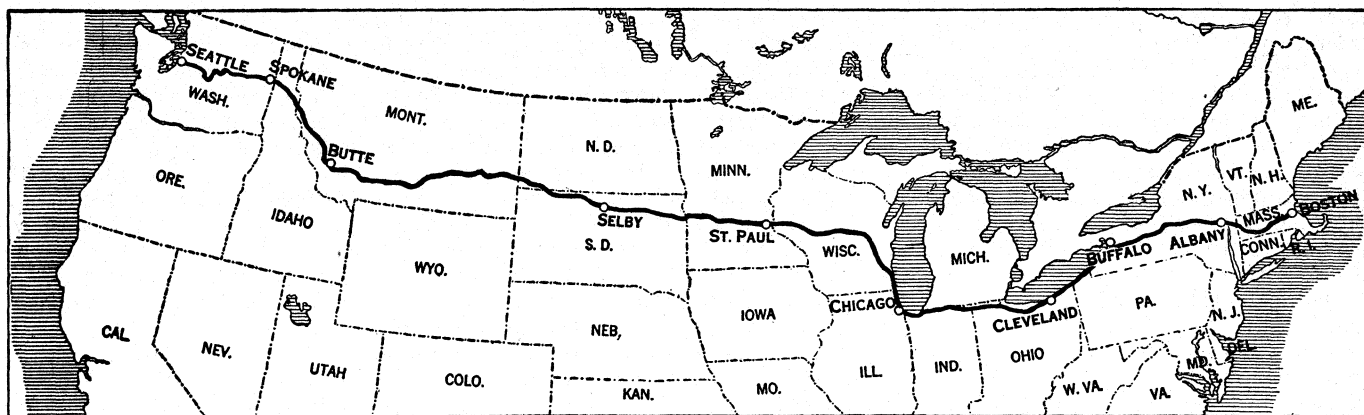 SEATTLE
SPOKANE
WASH.
MONT.
BUTTE
ORE.
IDAHO
N. D.
MINN.
SELBY
S. D.
ST. PAUL
WISC.
WYO.
MICH.
ME.
VT.
N. H.
N. Y.
MASS.
BOSTON
ALBANY
BUFFALO
CONN.
R. I.
CHICAGO
CLEVELAND
PA.
N. J.
CAL.
NEV.
UTAH
COLO.
NEB,
KAN.
IOWA
MO.
ILL.
IND.
OHIO
W. VA.
VA.
MD.
DEL.